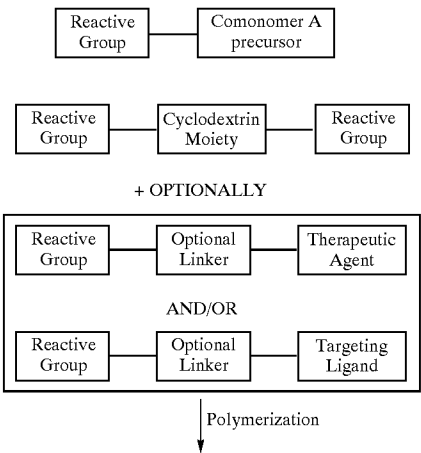 Reactive
Group
Comonomer A
precursor
Reactive
Group
Cyclodextrin
Moiety
Reactive
Group
+ OPTIONALLY
Reactive
Group
Optional
Linker
Therapeutic
Agent
AND/OR
Reactive
Group
Optional
Linker
Targeting
Ligand
Polymerization